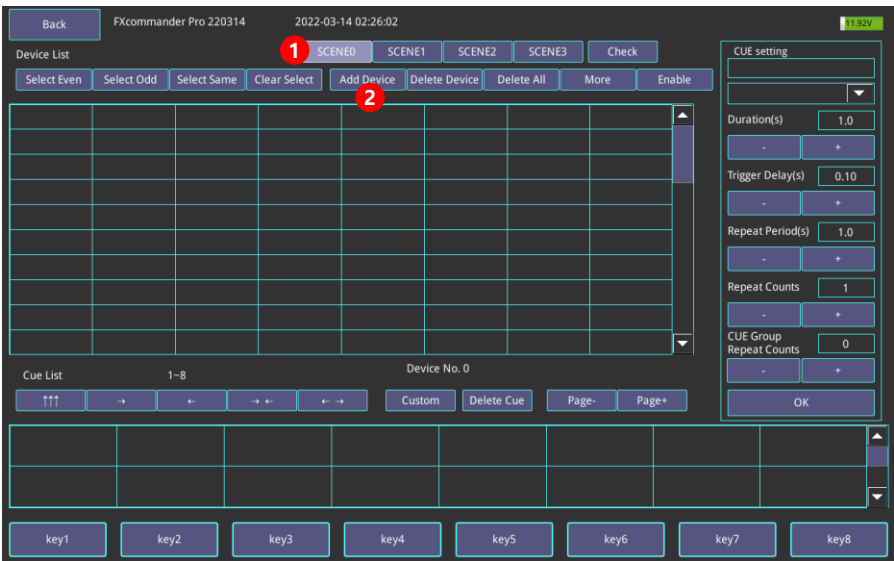 Back
FXcommander Pro 220314
2022-03-14 02:26:02
11.92V
Device List
1
SCENE0
SCENE1
SCENE2
SCENE3
Check
CUE setting
Select Even
Select Odd
Select Same
Clear Select
Add Device
Delete Device
Delete All
More
Enable
2
Duration(s)
1.0
-
+
Trigger Delay(s)
0.10
-
+
Repeat Period(s)
1.0
-
+
Repeat Counts
1
-
+
CUE Group
Repeat Counts
0
-
+
OK
Cue List
1~8
Device No. 0
↑↑↑
→
←
→ ←
← →
Custom
Delete Cue
Page-
Page+
key1
key2
key3
key4
key5
key6
key7
key8